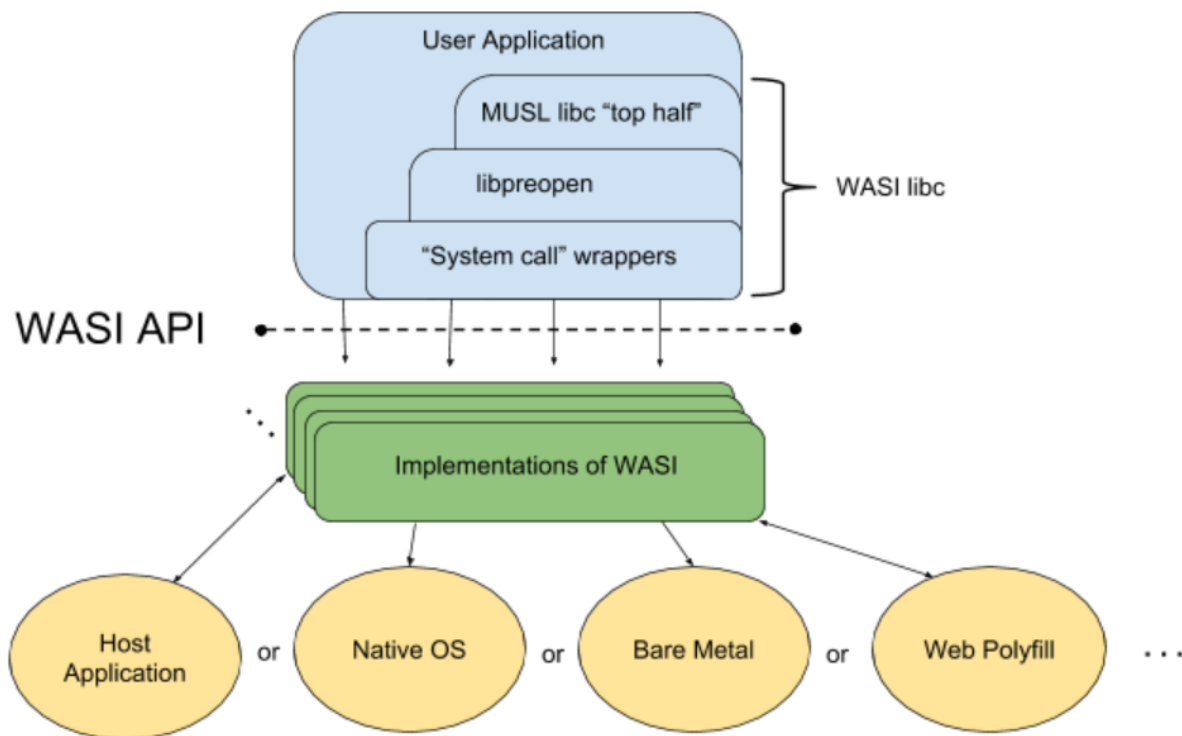 User Application
MUSL libc “top half”
libpreopen
WASI libc
“System call” wrappers
WASI API
Implementations of WASI
Host
Application
or
Native OS
or
Bare Metal
or
Web Polyfill
...